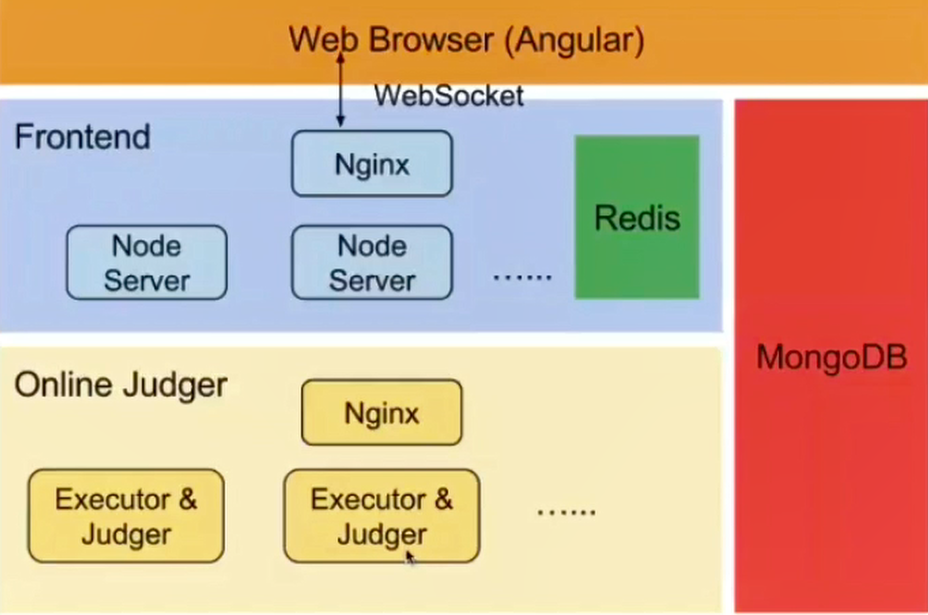 Web Browser (Angular)
WebSocket
Frontend
Nginx
Redis
Node
Server
Node
Server
......
MongoDB
Online Judger
Nginx
Executor &
Judger
Executor &
Judger
......